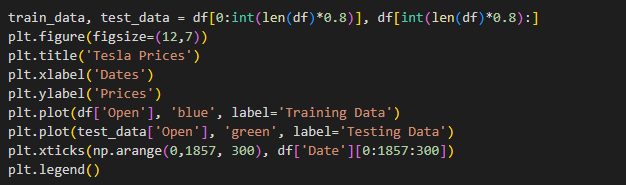 train_data, test_data = df[0:int(len(df)*0.8)], df[int(len(df)*0.8):]
plt.figure(figsize=(12,7))
plt.title('Tesla Prices')
plt.xlabel('Dates')
plt.ylabel('Prices')
plt.plot(df['Open'], 'blue', label='Training Data')
plt.plot(test_data['Open'], 'green', label='Testing Data')
plt.xticks(np.arange(0,1857, 300), df['Date'][0:1857:300])
plt.legend()